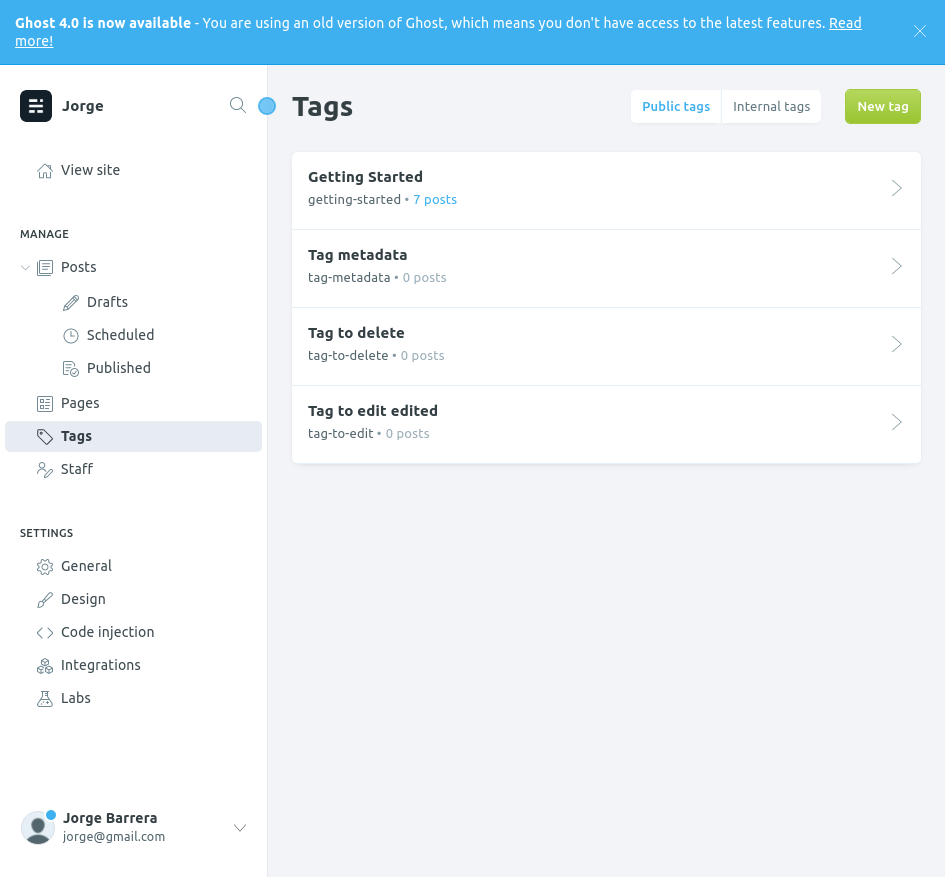 Ghost 4.0 is now available - You are using an old version of Ghost, which means you don't have access to the latest features. Read
more!
Jorge
View site
MANAGE
Posts
Drafts
Scheduled
Published
Pages
Tags
Staff
SETTINGS
General
Design
Code injection
Integrations
Labs
Jorge Barrera
jorge@gmail.com
Tags
Public tags
Internal tags
New tag
Getting Started
getting-started • 7 posts
Tag metadata
tag-metadata • 0 posts
Tag to delete
tag-to-delete • 0 posts
Tag to edit edited
tag-to-edit • 0 posts